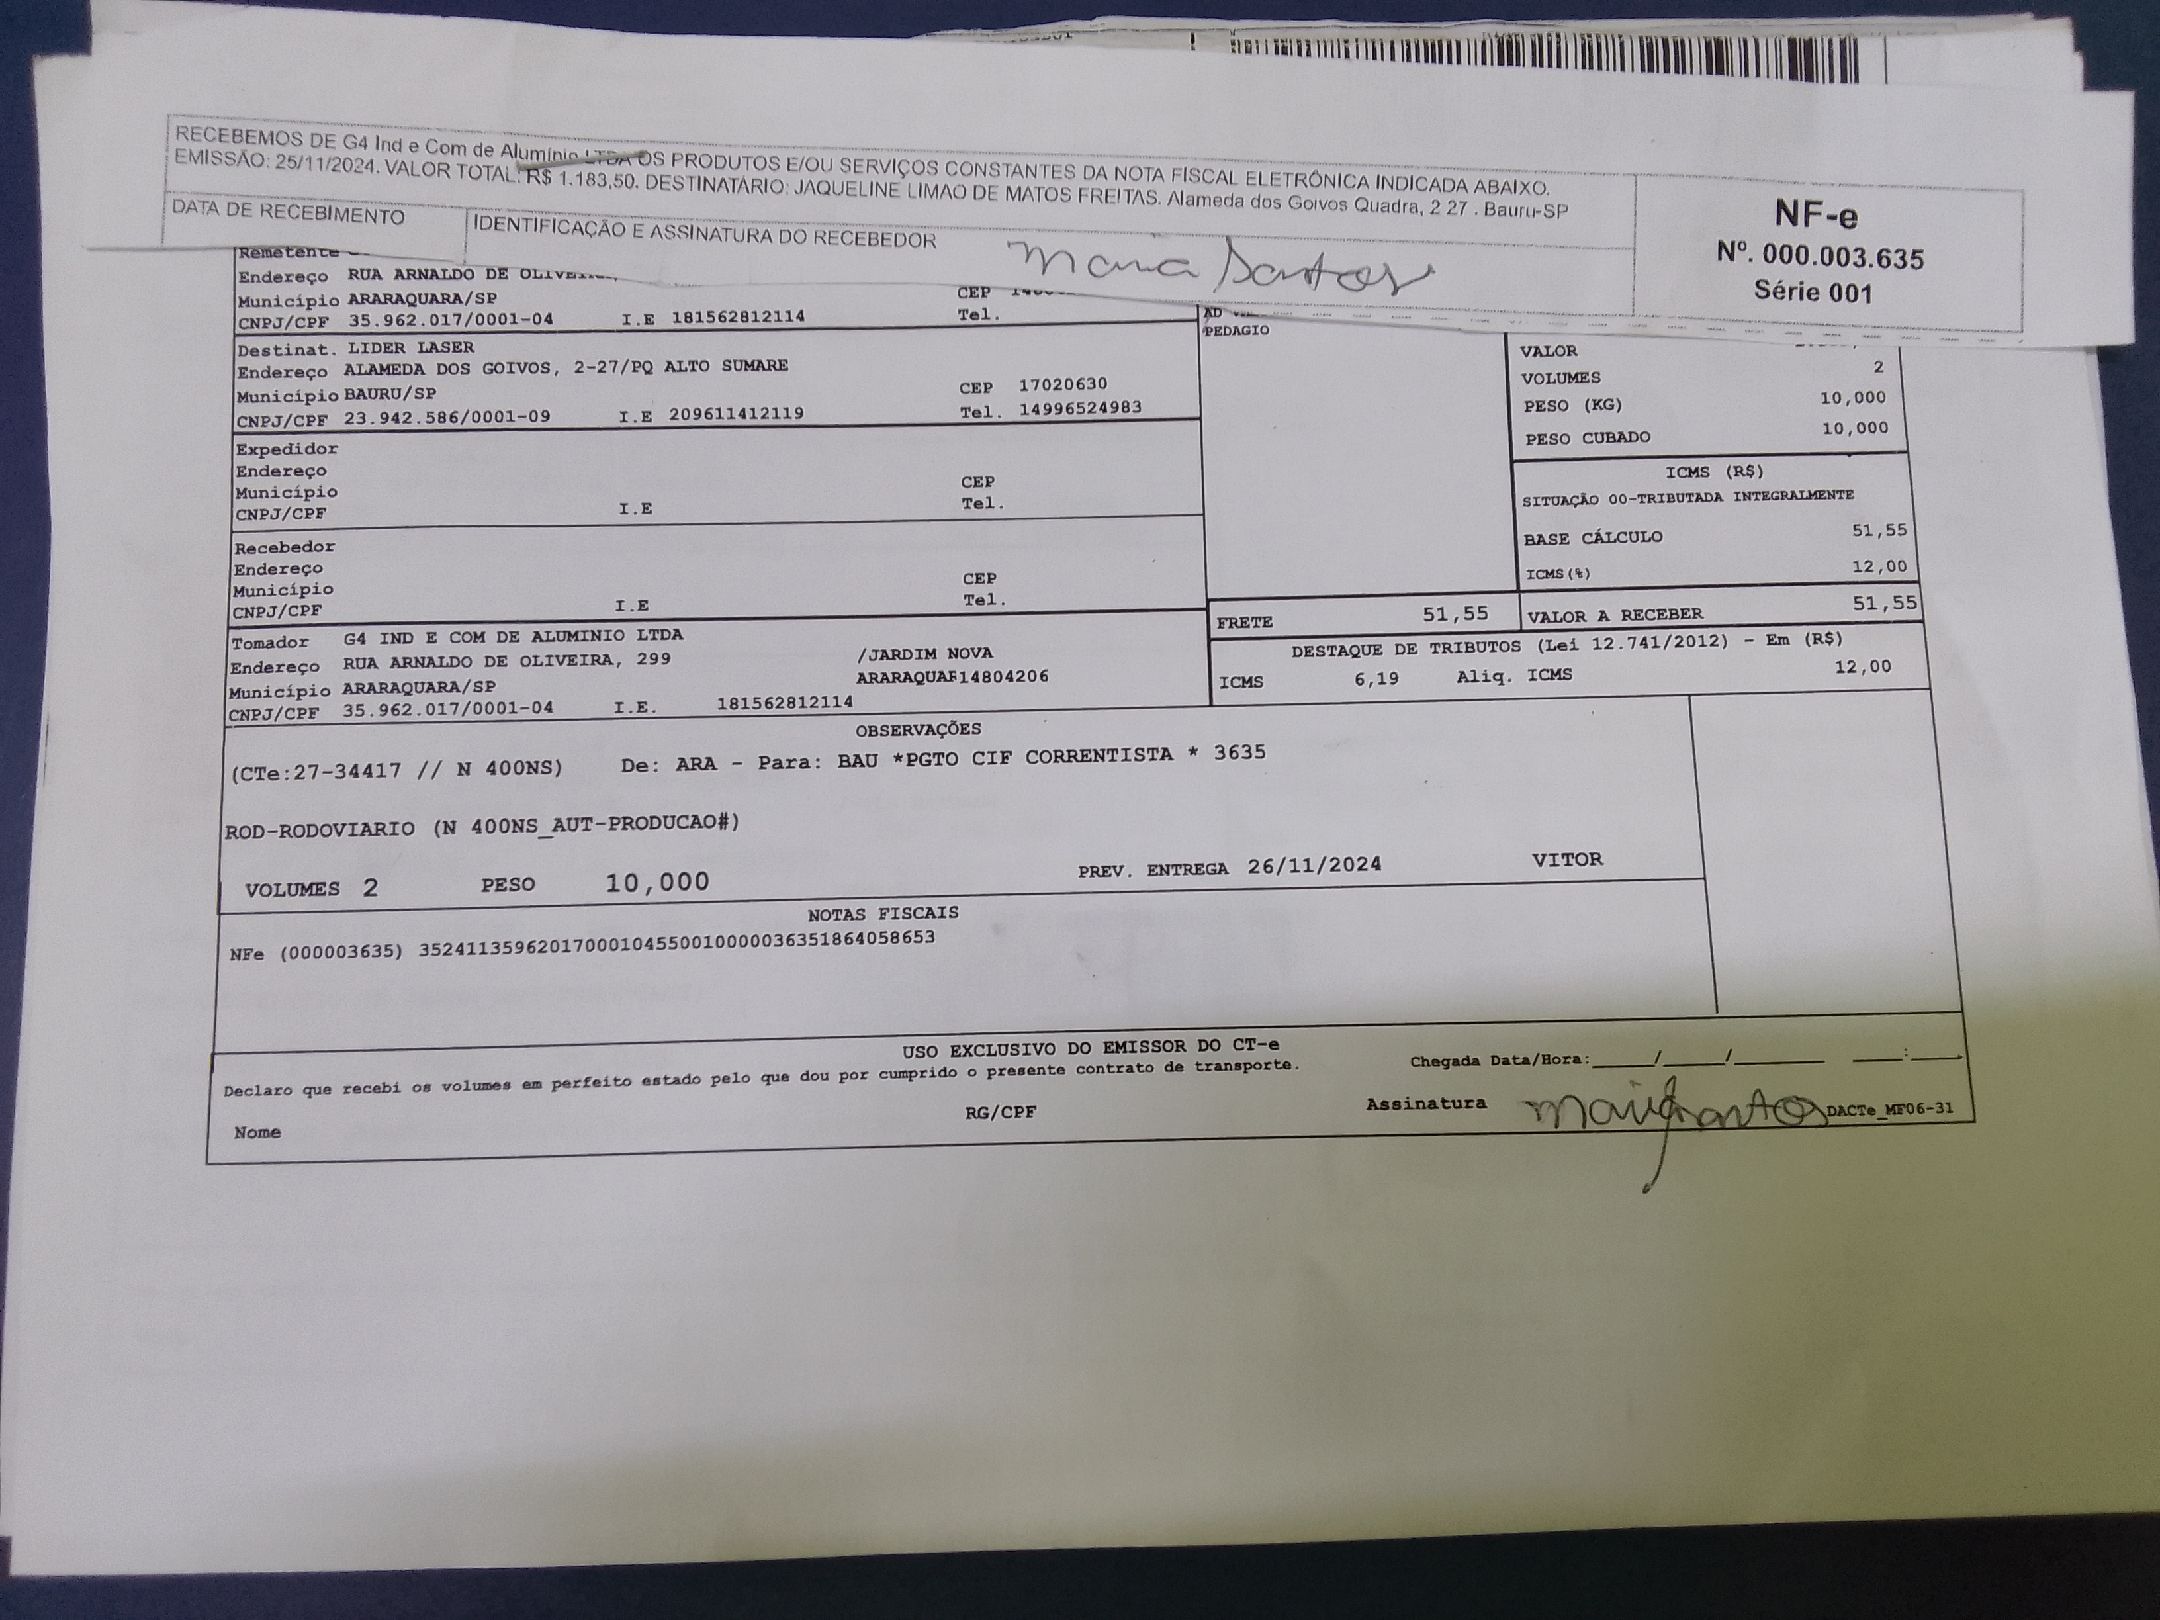 RECEBEMOS DE G4 Ind e Com de Alumínio LTDA OS PRODUTOS E/OU SERVIÇOS CONSTANTES DA NOTA FISCAL ELETRÔNICA INDICADA ABAIXO.
EMISSÃO: 25/11/2024. VALOR TOTAL: R$ 1.183,50. DESTINATÁRIO: JAQUELINE LIMAO DE MATOS FREITAS. Alameda dos Goivos Quadra, 2 27 . Bauru-SP
NF-e
Nº. 000.003.635
Série 001
DATA DE RECEBIMENTO
IDENTIFICAÇÃO E ASSINATURA DO RECEBEDOR
Maria Santos
Remetente
Endereço RUA ARNALDO DE
Município ARARAQUARA/SP CEP
CNPJ/CPF 35.962.017/0001-04 I.E 181562812114 Tel.
AD
PEDAGIO
Destinat. LIDER LASER
Endereço ALAMEDA DOS GOIVOS, 2-27/PQ ALTO SUMARE
Município BAURU/SP CEP 17020630
CNPJ/CPF 23.942.586/0001-09 I.E 209611412119 Tel. 14996524983
VALOR
VOLUMES 2
PESO (KG) 10,000
PESO CUBADO 10,000
Expedidor
Endereço
Município CEP
CNPJ/CPF I.E Tel.
ICMS (R$)
SITUAÇÃO 00-TRIBUTADA INTEGRALMENTE
BASE CÁLCULO 51,55
ICMS(%) 12,00
Recebedor
Endereço
Município CEP
CNPJ/CPF I.E Tel.
FRETE 51,55 VALOR A RECEBER 51,55
Tomador G4 IND E COM DE ALUMINIO LTDA
Endereço RUA ARNALDO DE OLIVEIRA, 299 /JARDIM NOVA
Município ARARAQUARA/SP ARARAQUAR14804206
CNPJ/CPF 35.962.017/0001-04 I.E. 181562812114
DESTAQUE DE TRIBUTOS (Lei 12.741/2012) - Em (R$)
ICMS 6,19 Aliq. ICMS 12,00
OBSERVAÇÕES
(CTe:27-34417 // N 400NS) De: ARA - Para: BAU *PGTO CIF CORRENTISTA * 3635
ROD-RODOVIARIO (N 400NS_AUT-PRODUCAO#)
VOLUMES 2 PESO 10,000 PREV. ENTREGA 26/11/2024 VITOR
NOTAS FISCAIS
NFe (000003635) 35241135962017000104550010000036351864058653
USO EXCLUSIVO DO EMISSOR DO CT-e
Declaro que recebi os volumes em perfeito estado pelo que dou por cumprido o presente contrato de transporte.
Chegada Data/Hora:____/____/______ ___:___
Nome RG/CPF Assinatura Maria Santos DACTe_MF06-31